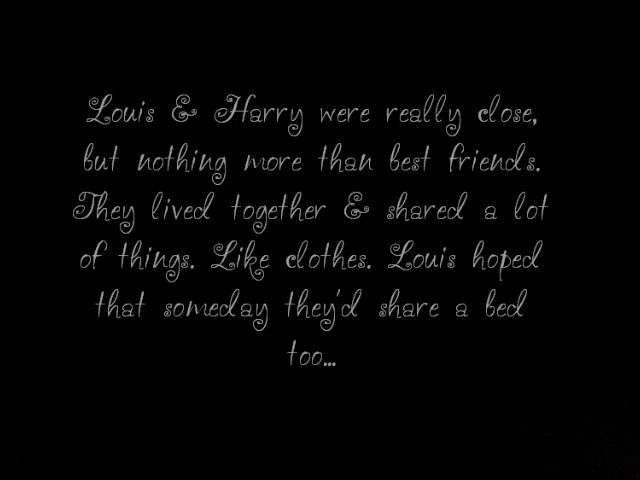 Louis & Harry were really close,
but nothing more than best friends.
They lived together & shared a lot
of things. Like clothes. Louis hoped
that someday they'd share a bed
too...